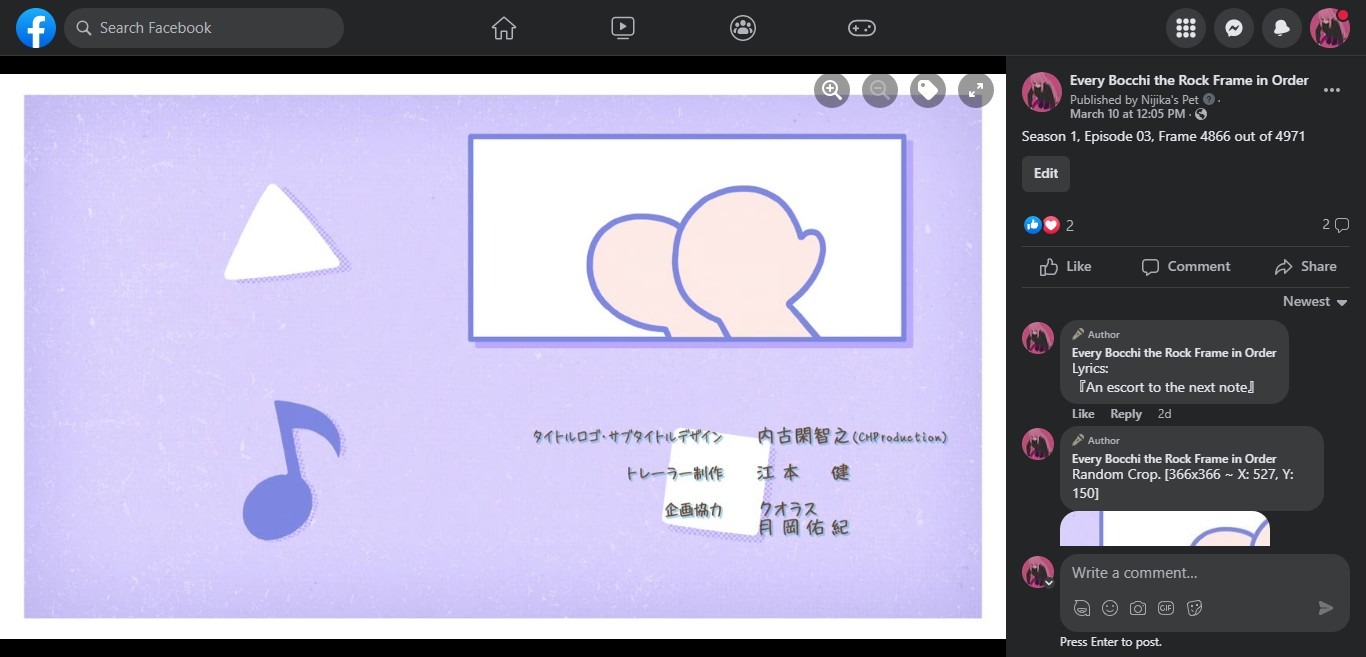 Search Facebook
タイトルロゴ・サブタイトルデザイン 内古閑智之(CHProduction)
トレーラー制作 江本 健
企画協力 クオラス
月岡佑紀
Every Bocchi the Rock Frame in Order
Published by Nijika's Pet ·
March 10 at 12:05 PM ·
Season 1, Episode 03, Frame 4866 out of 4971
Edit
2
2
Like Comment Share
Newest
Author
Every Bocchi the Rock Frame in Order
Lyrics:
『An escort to the next note』
Like Reply 2d
Author
Every Bocchi the Rock Frame in Order
Random Crop. [366x366 ~ X: 527, Y:
150]
Write a comment...
GIF
Press Enter to post.